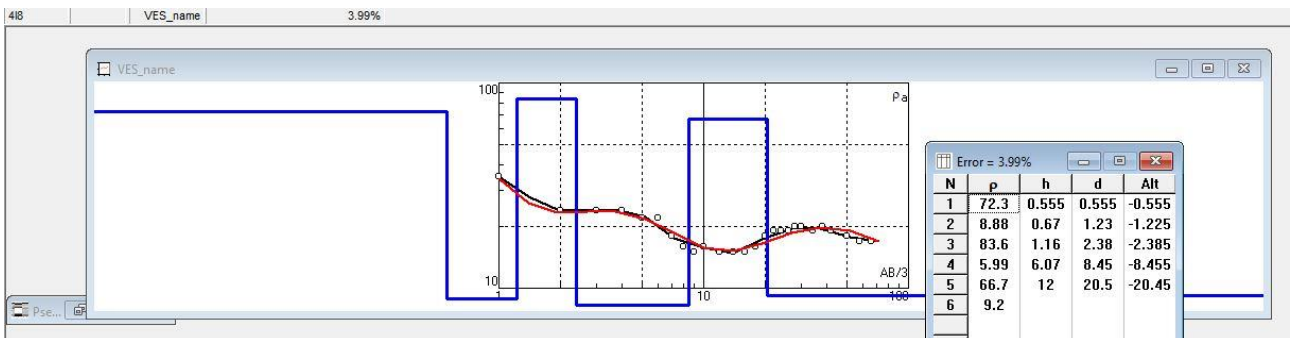 4I8 VES_name 3.99%
VES_name
100
ρa
10
AB/3
1 10 100
Pse...
Error = 3.99%
N ρ h d Alt
1 72.3 0.555 0.555 -0.555
2 8.88 0.67 1.23 -1.225
3 83.6 1.16 2.38 -2.385
4 5.99 6.07 8.45 -8.455
5 66.7 12 20.5 -20.45
6 9.2